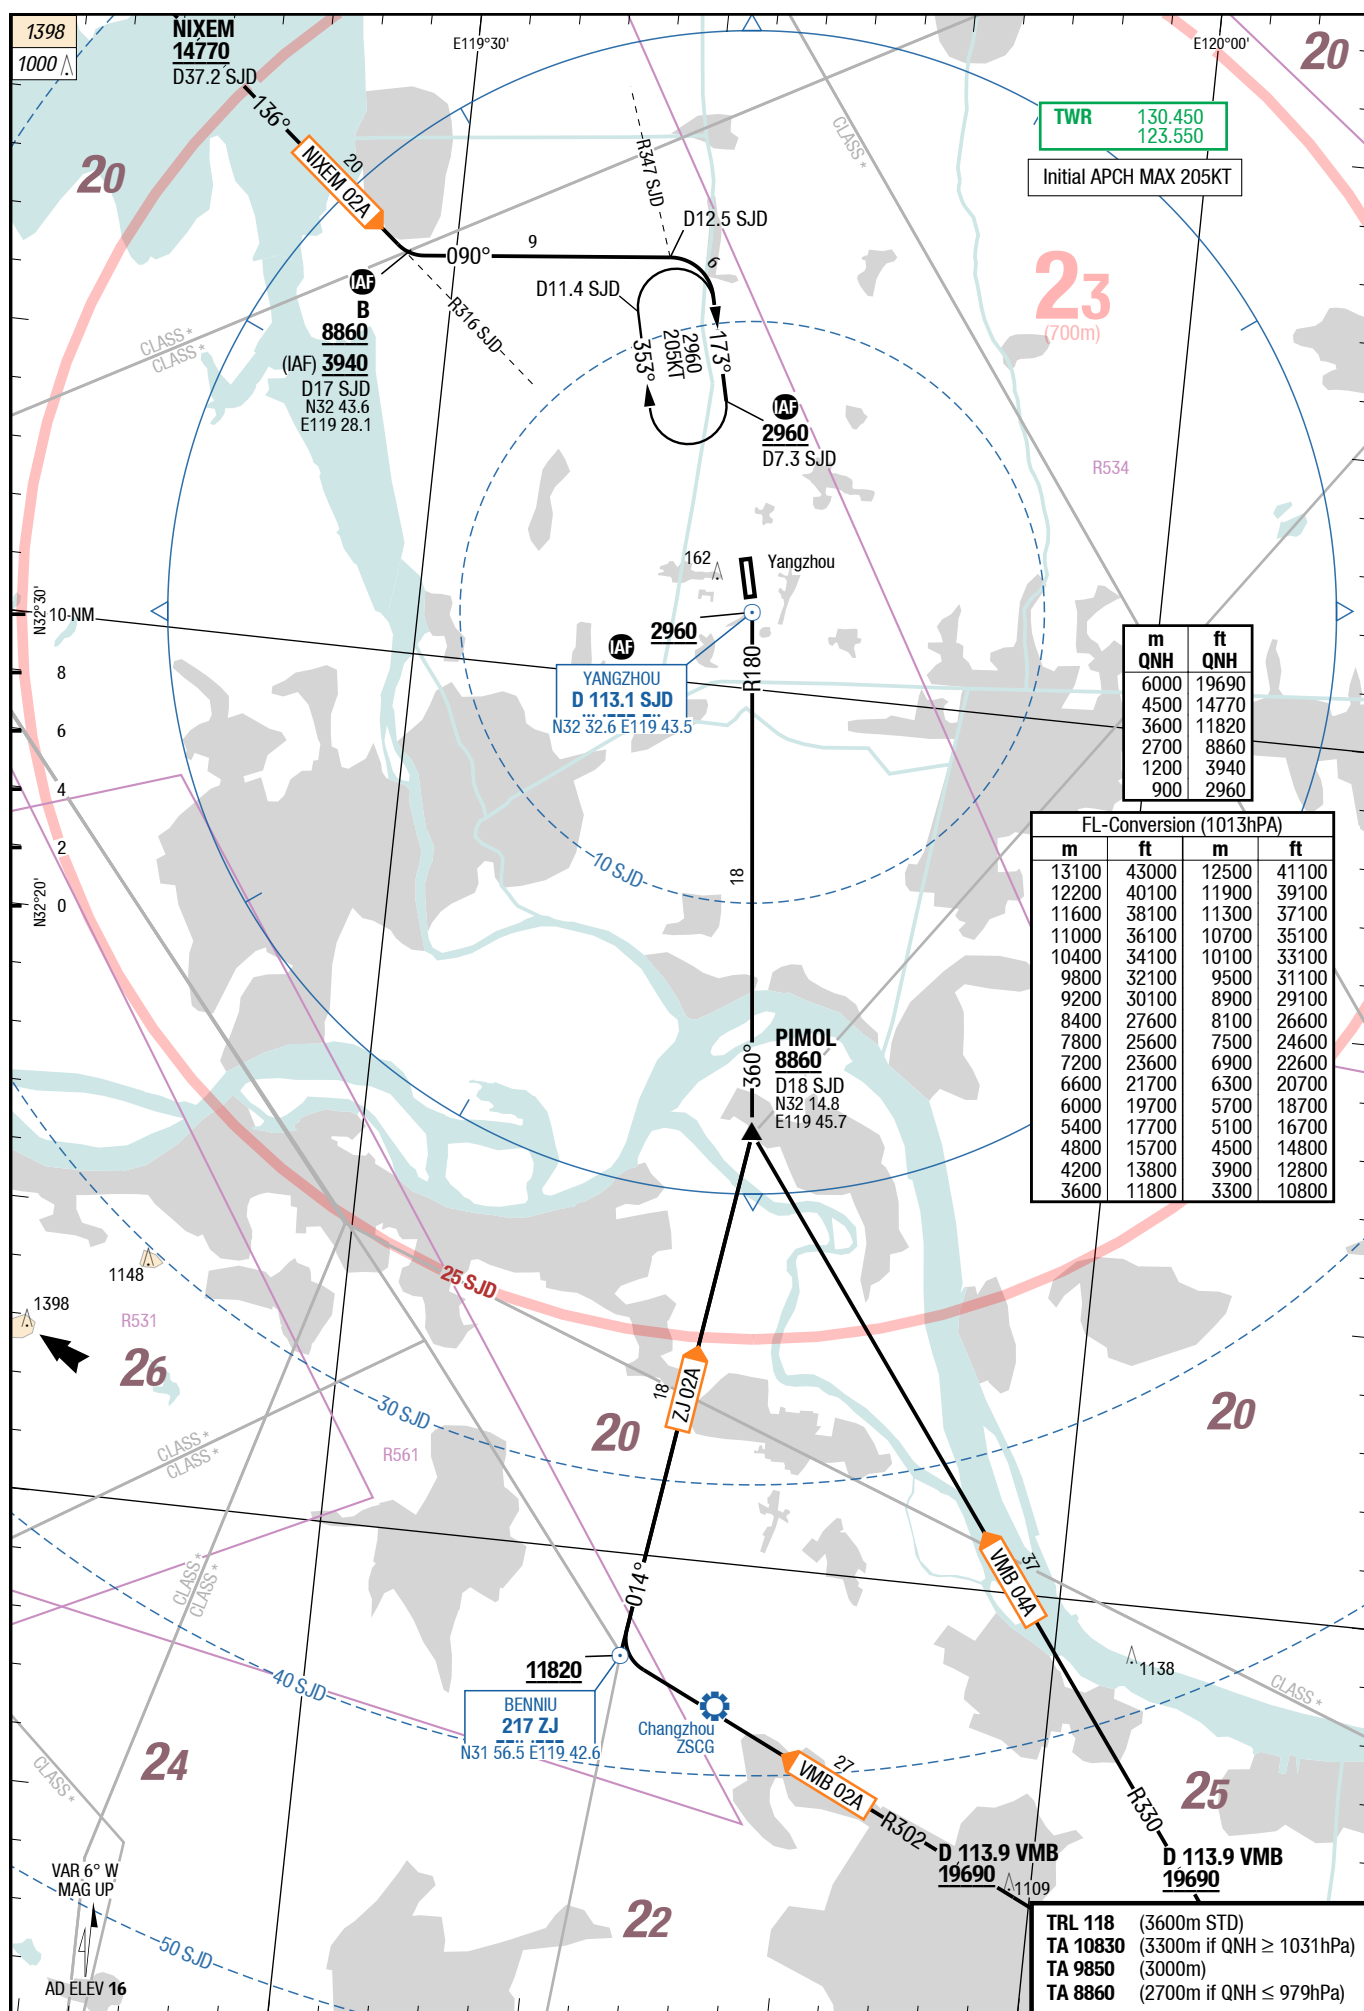 1398
1000
NIXEM
14770
D37.2 SJD
E119°30'
E120°00'
20
TWR 130.450
123.550
Initial APCH MAX 205KT
CLASS *
136°
20
NIXEM 02A
20
R347 SJD
D12.5 SJD
090°
9
6
23
(700m)
IAF
B
8860
(IAF) 3940
D17 SJD
N32 43.6
E119 28.1
R316 SJD
D11.4 SJD
353°
2960
205KT
173°
CLASS *
CLASS *
IAF
2960
D7.3 SJD
R534
162
Yangzhou
N32°30'
10 NM
8
6
4
2
0
N32°20'
IAF
2960
YANGZHOU
D 113.1 SJD
N32 32.6 E119 43.5
R180
m ft
QNH QNH
6000 19690
4500 14770
3600 11820
2700 8860
1200 3940
900 2960
FL-Conversion (1013hPA)
m ft m ft
13100 43000 12500 41100
12200 40100 11900 39100
11600 38100 11300 37100
11000 36100 10700 35100
10400 34100 10100 33100
9800 32100 9500 31100
9200 30100 8900 29100
8400 27600 8100 26600
7800 25600 7500 24600
7200 23600 6900 22600
6600 21700 6300 20700
6000 19700 5700 18700
5400 17700 5100 16700
4800 15700 4500 14800
4200 13800 3900 12800
3600 11800 3300 10800
10 SJD
18
360°
PIMOL
8860
D18 SJD
N32 14.8
E119 45.7
1148
1398
R531
26
25 SJD
30 SJD
R561
18
ZJ 02A
20
20
CLASS *
CLASS *
CLASS *
CLASS *
014°
37
VMB 04A
11820
BENNIU
217 ZJ
N31 56.5 E119 42.6
40 SJD
Changzhou
ZSCG
1138
CLASS *
24
CLASS *
27
VMB 02A
R302
R330
25
D 113.9 VMB
19690
1109
D 113.9 VMB
19690
VAR 6° W
MAG UP
22
50 SJD
AD ELEV 16
TRL 118 (3600m STD)
TA 10830 (3300m if QNH ≥ 1031hPa)
TA 9850 (3000m)
TA 8860 (2700m if QNH ≤ 979hPa)